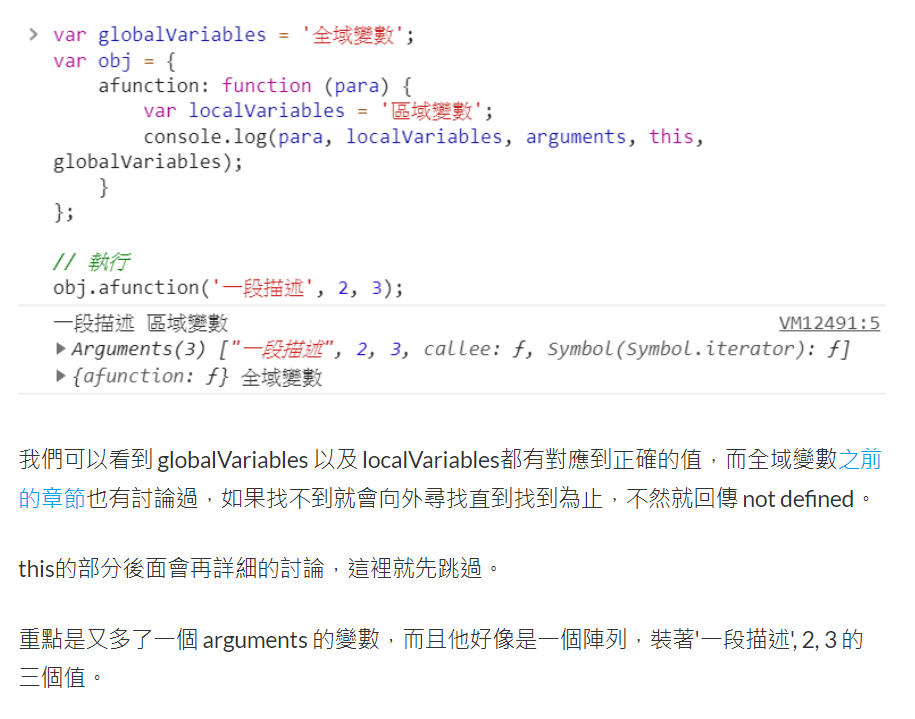 > var globalVariables = '全域變數';
var obj = {
afunction: function (para) {
var localVariables = '區域變數';
console.log(para, localVariables, arguments, this,
globalVariables);
}
};
// 執行
obj.afunction('一段描述', 2, 3);
一段描述 區域變數 VM12491:5
▶Arguments(3) ["一段描述", 2, 3, callee: ƒ, Symbol(Symbol.iterator): ƒ]
▶{afunction: ƒ} 全域變數
我們可以看到 globalVariables 以及 localVariables都有對應到正確的值，而全域變數之前
的章節也有討論過，如果找不到就會向外尋找直到找到為止，不然就回傳 not defined。
this的部分後面會再詳細的討論，這裡就先跳過。
重點是又多了一個 arguments 的變數，而且他好像是一個陣列，裝著'一段描述', 2, 3 的
三個值。